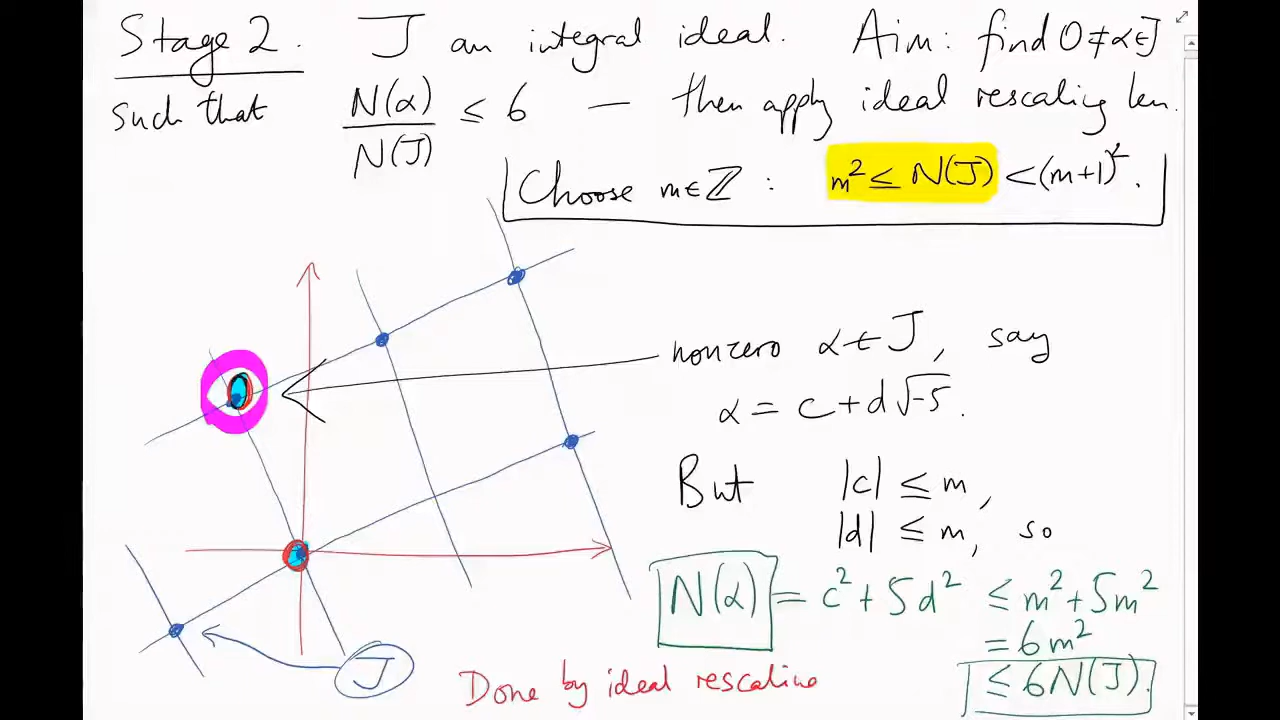 Stage 2. J an integral ideal. Aim: find 0 ≠ α ∈ J
such that N(α)/N(J) ≤ 6 — then apply ideal rescaling lem.
Choose m ∈ ℤ : m² ≤ N(J) < (m+1)².
nonzero α ∈ J, say
α = c + d√-5.
But |c| ≤ m,
|d| ≤ m, so
N(α) = c² + 5d² ≤ m² + 5m²
= 6m²
≤ 6N(J).
J
Done by ideal rescaling